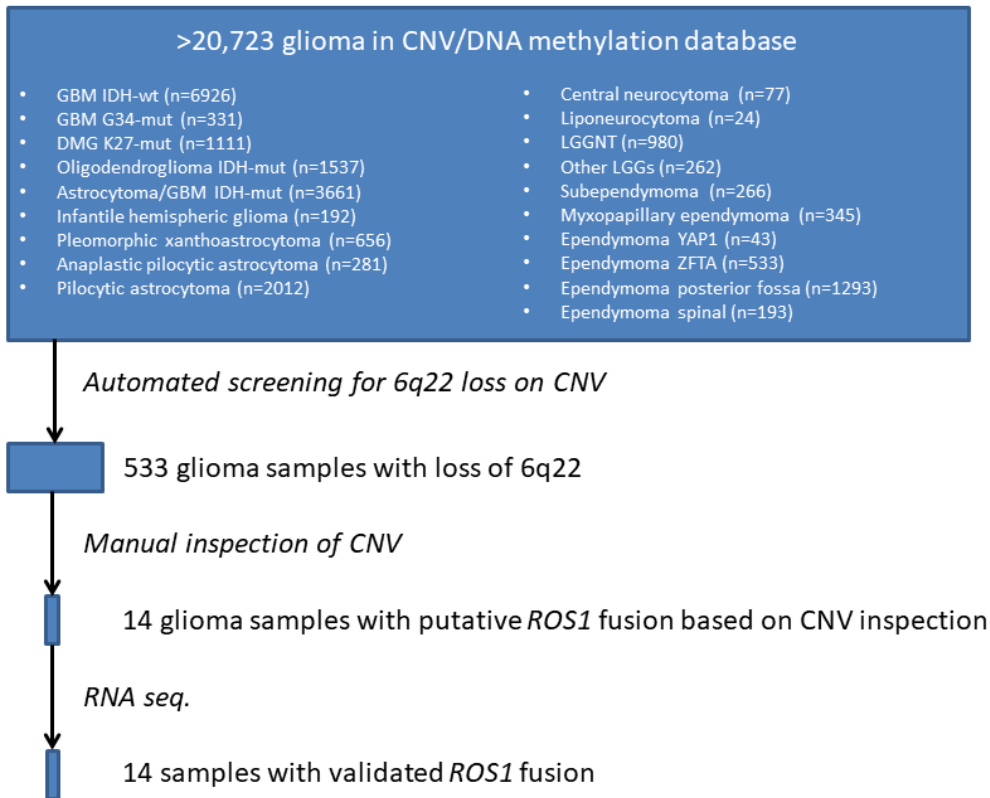 >20,723 glioma in CNV/DNA methylation database
• GBM IDH-wt (n=6926)
• GBM G34-mut (n=331)
• DMG K27-mut (n=1111)
• Oligodendroglioma IDH-mut (n=1537)
• Astrocytoma/GBM IDH-mut (n=3661)
• Infantile hemispheric glioma (n=192)
• Pleomorphic xanthoastrocytoma (n=656)
• Anaplastic pilocytic astrocytoma (n=281)
• Pilocytic astrocytoma (n=2012)
• Central neurocytoma (n=77)
• Liponeurocytoma (n=24)
• LGGNT (n=980)
• Other LGGs (n=262)
• Subependymoma (n=266)
• Myxopapillary ependymoma (n=345)
• Ependymoma YAP1 (n=43)
• Ependymoma ZFTA (n=533)
• Ependymoma posterior fossa (n=1293)
• Ependymoma spinal (n=193)
Automated screening for 6q22 loss on CNV
533 glioma samples with loss of 6q22
Manual inspection of CNV
14 glioma samples with putative ROS1 fusion based on CNV inspection
RNA seq.
14 samples with validated ROS1 fusion